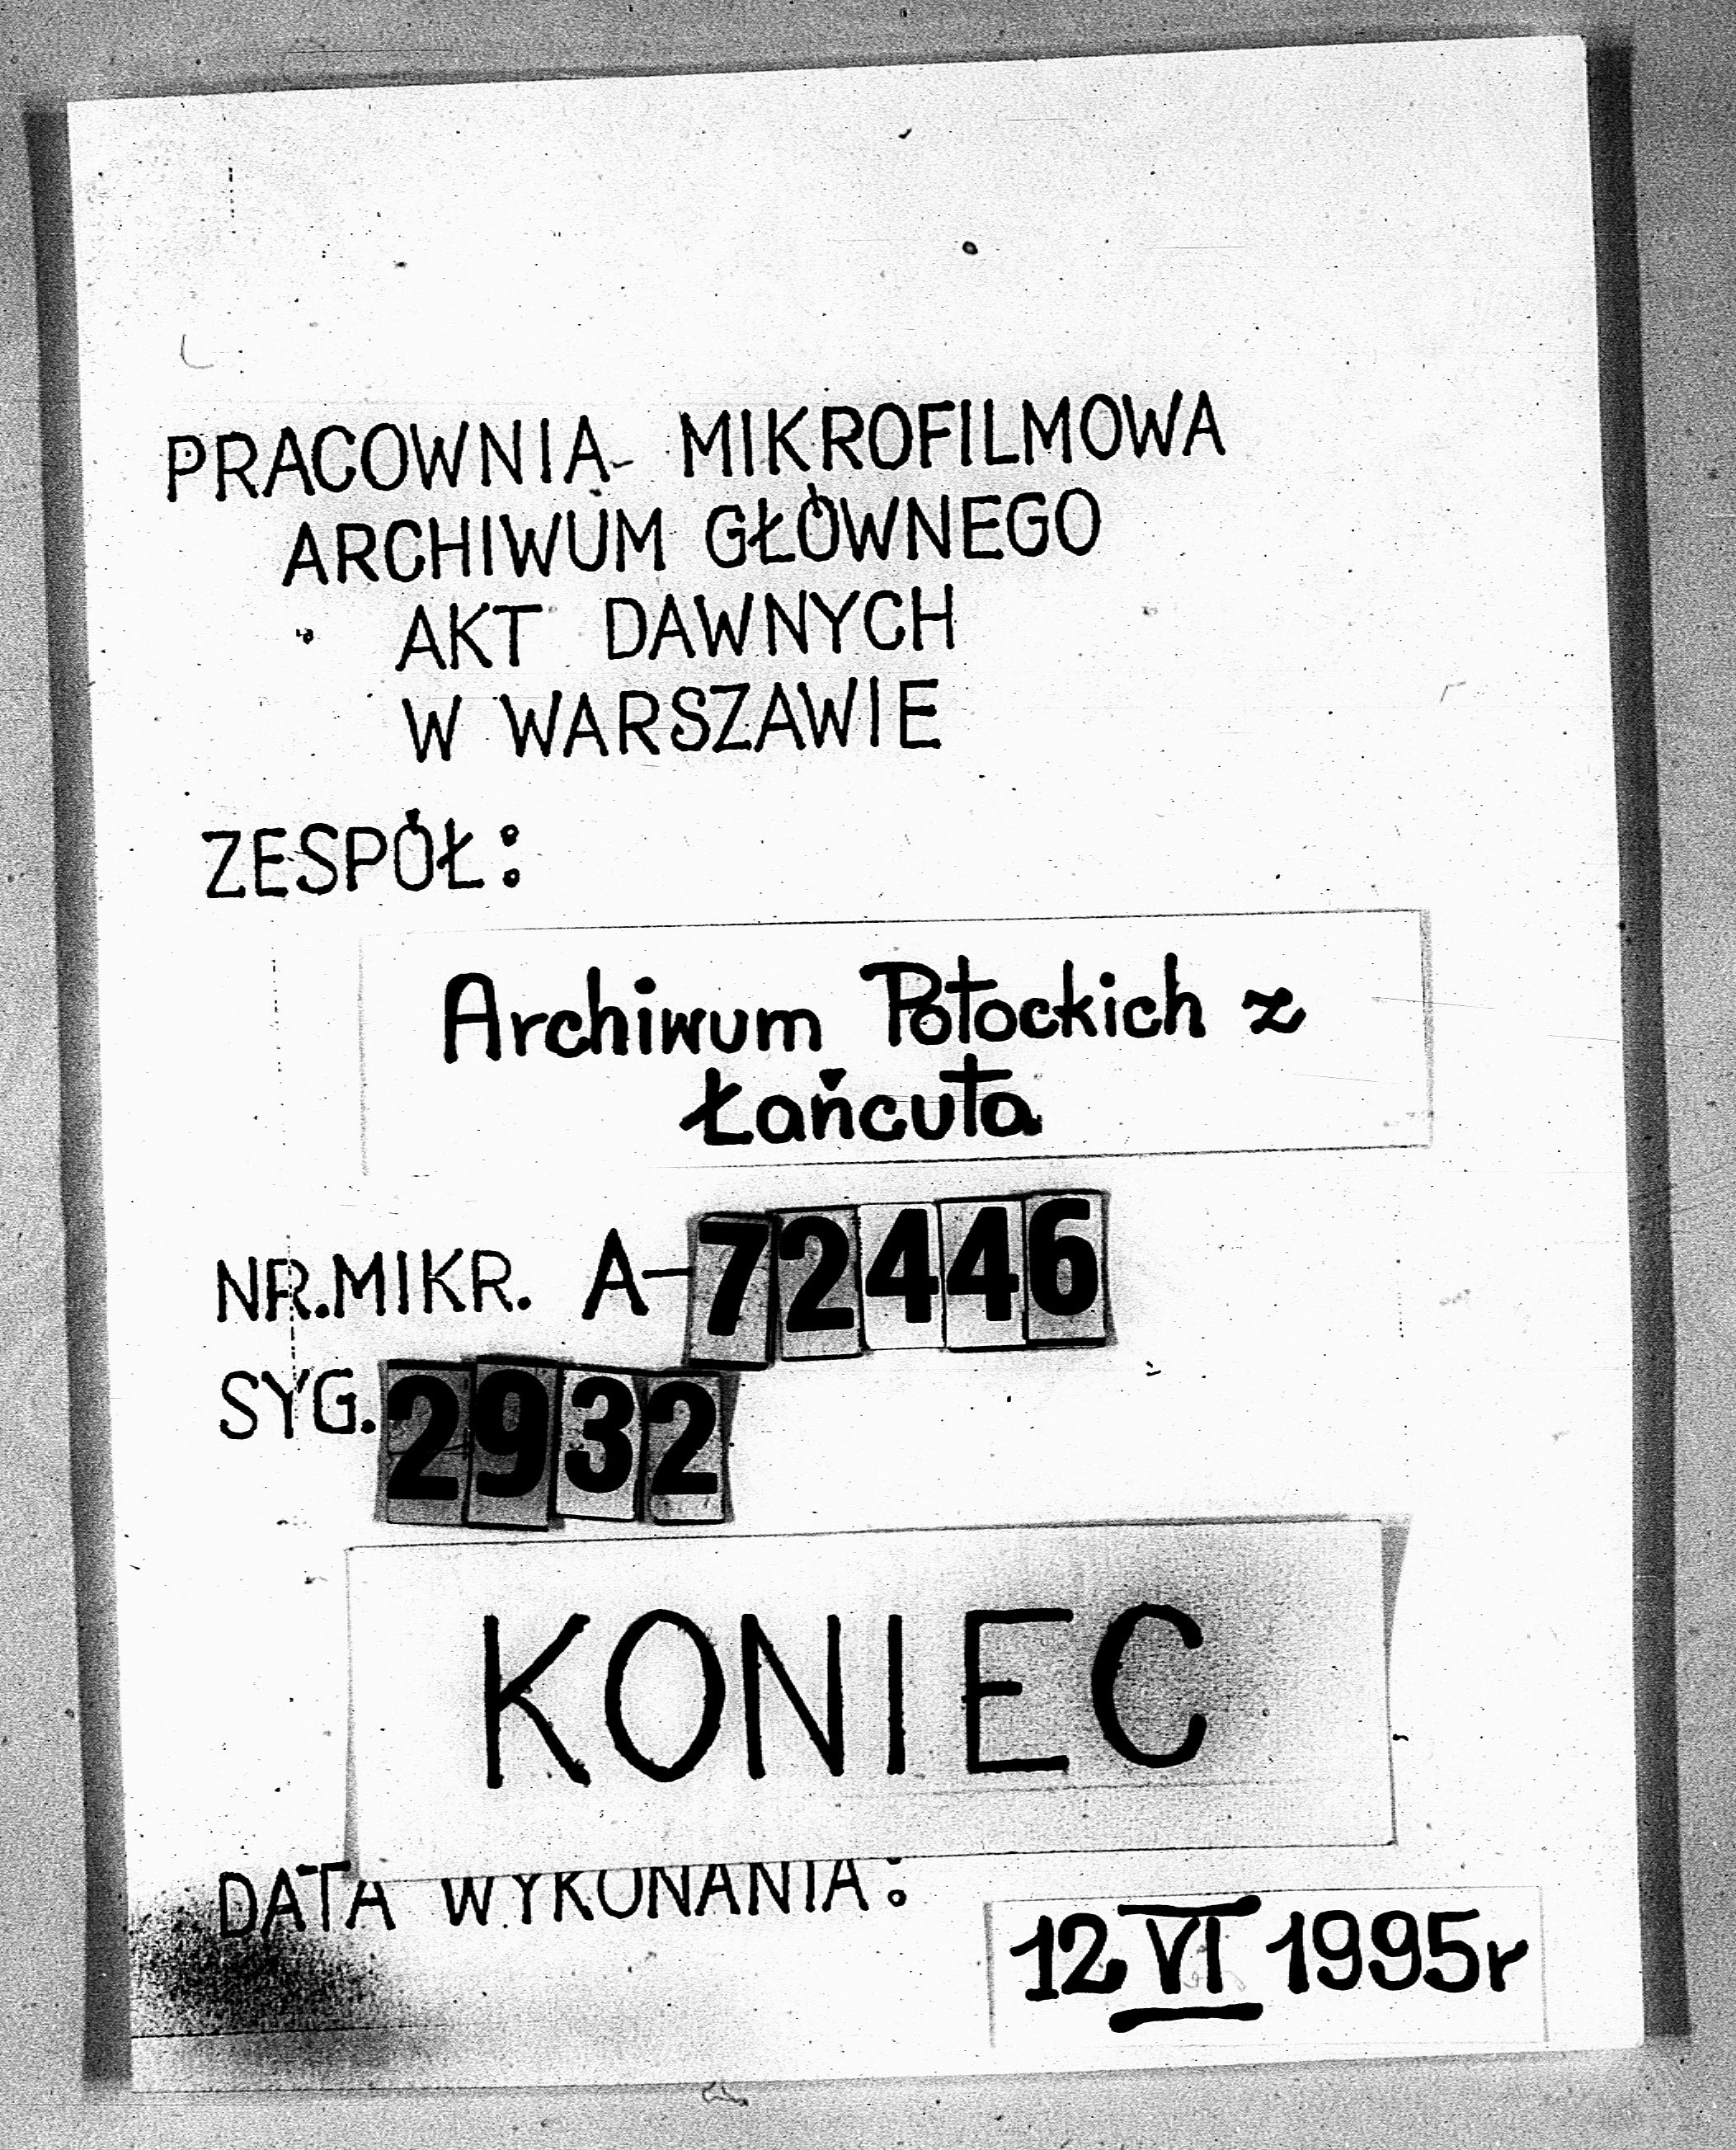 PRACOWNIA MIKROFILMOWA
ARCHIWUM GŁÓWNEGO
AKT DAWNYCH
W WARSZAWIE
ZESPÓŁ:
Archiwum Potockich z
Łańcuta
NR.MIKR. A-72446
SYG. 2932
KONIEC
DATA WYKONANIA:
12 VI 1995r